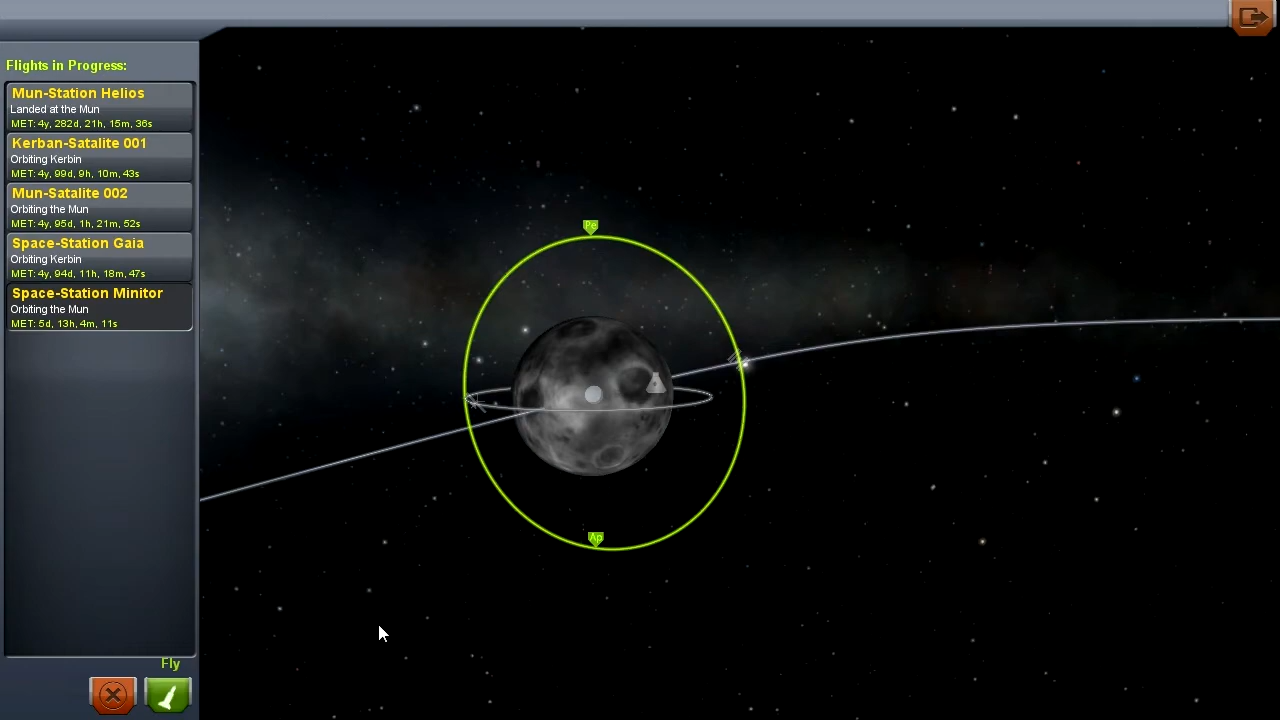 Flights in Progress:
Mun-Station Helios
Landed at the Mun
MET: 4y, 282d, 21h, 15m, 36s
Kerban-Satalite 001
Orbiting Kerbin
MET: 4y, 99d, 9h, 10m, 43s
Mun-Satalite 002
Orbiting the Mun
MET: 4y, 95d, 1h, 21m, 52s
Space-Station Gaia
Orbiting Kerbin
MET: 4y, 94d, 11h, 18m, 47s
Space-Station Minitor
Orbiting the Mun
MET: 5d, 13h, 4m, 11s
Pe
Ap
Fly